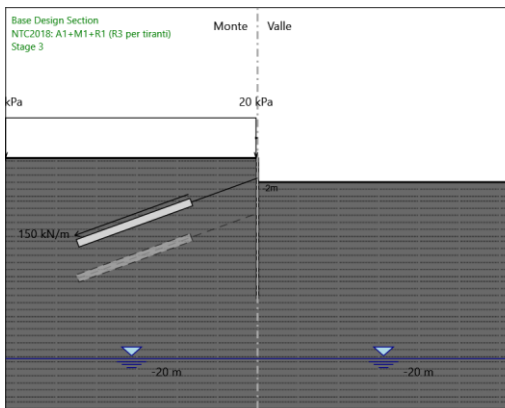 Base Design Section
NTC2018: A1+M1+R1 (R3 per tiranti)
Stage 3
Monte
Valle
kPa
20 kPa
-2m
150 kN/m
-20 m
-20 m